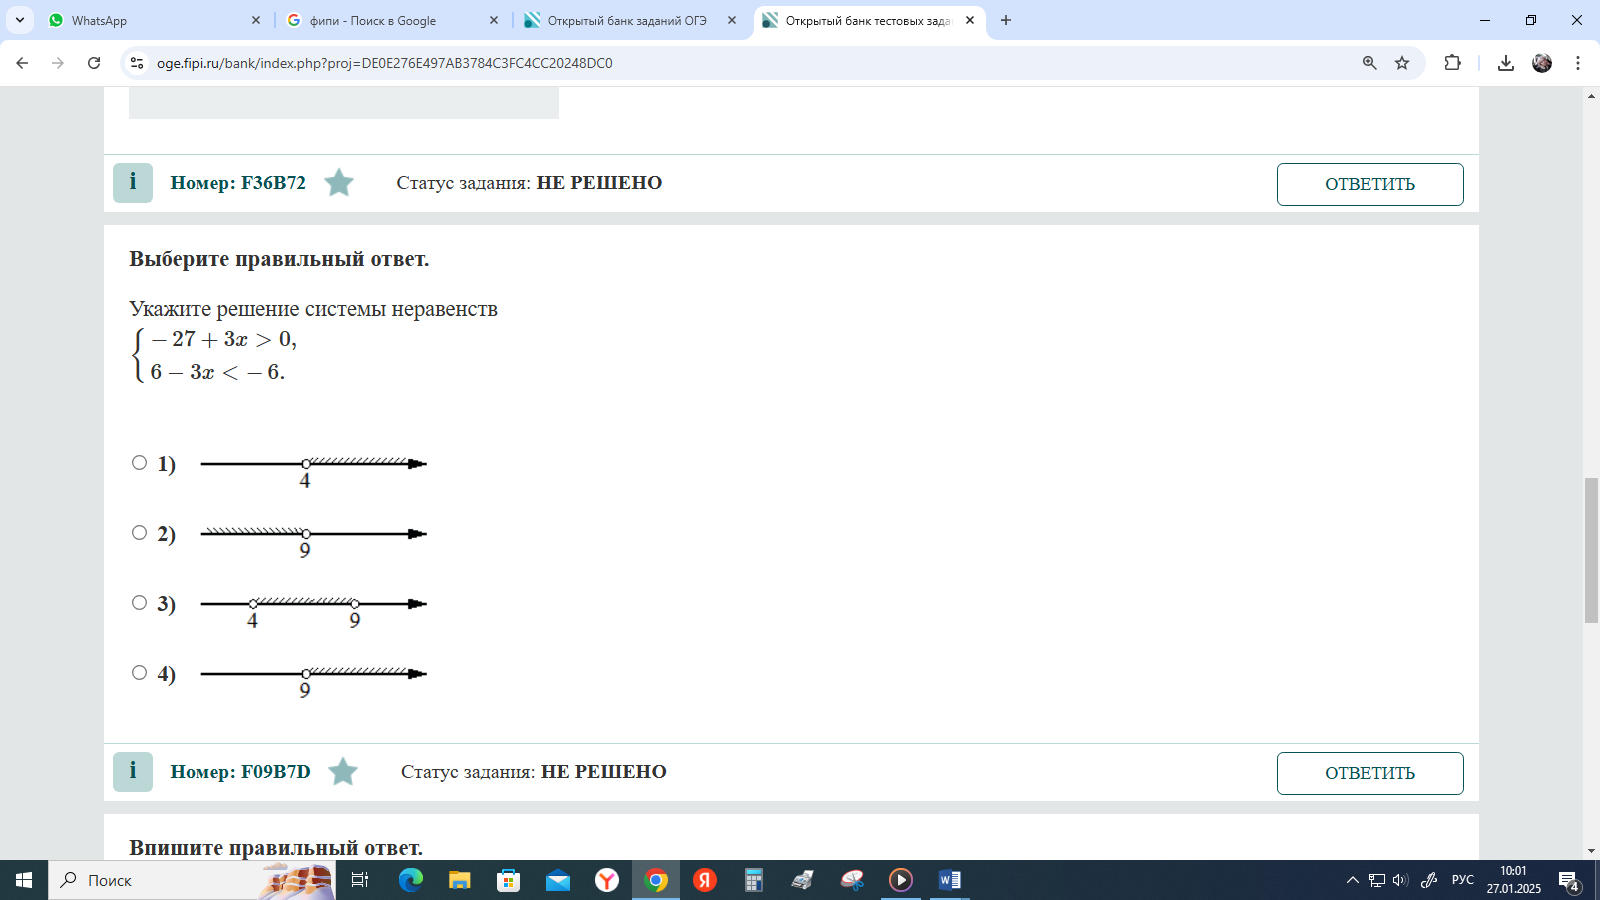 WhatsApp
фипи - Поиск в Google
Открытый банк заданий ОГЭ
Открытый банк тестовых зада
oge.fipi.ru/bank/index.php?proj=DE0E276E497AB3784C3FC4CC20248DC0
i Номер: F36B72 Статус задания: НЕ РЕШЕНО ОТВЕТИТЬ
Выберите правильный ответ.
Укажите решение системы неравенств
− 27 + 3x > 0,
6 − 3x < − 6.
1)
4
2)
9
3)
4 9
4)
9
i Номер: F09B7D Статус задания: НЕ РЕШЕНО ОТВЕТИТЬ
Впишите правильный ответ.
Поиск
РУС
10:01
27.01.2025
4